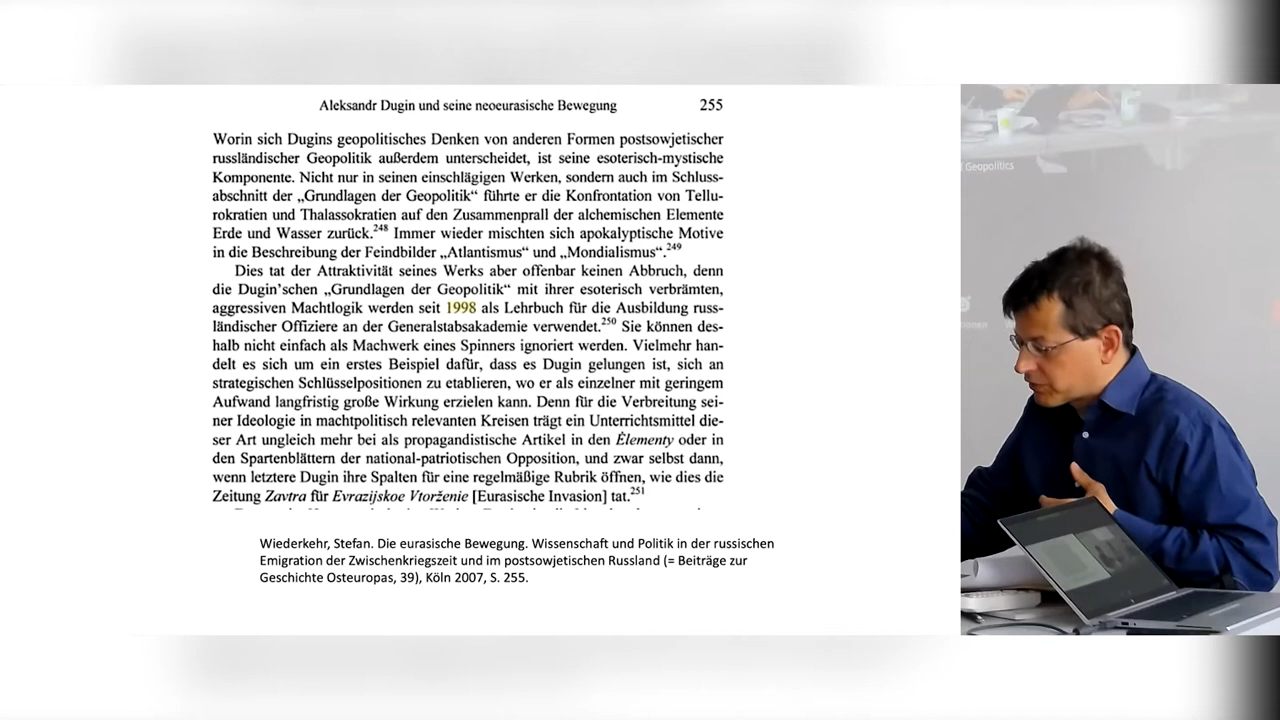 Aleksandr Dugin und seine neoeurasische Bewegung 255
Worin sich Dugins geopolitisches Denken von anderen Formen postsowjetischer
russländischer Geopolitik außerdem unterscheidet, ist seine esoterisch-mystische
Komponente. Nicht nur in seinen einschlägigen Werken, sondern auch im Schluss-
abschnitt der „Grundlagen der Geopolitik“ führte er die Konfrontation von Tellu-
rokratien und Thalassokratien auf den Zusammenprall der alchemischen Elemente
Erde und Wasser zurück.248 Immer wieder mischten sich apokalyptische Motive
in die Beschreibung der Feindbilder „Atlantismus“ und „Mondialismus“.249
Dies tat der Attraktivität seines Werks aber offenbar keinen Abbruch, denn
die Dugin’schen „Grundlagen der Geopolitik“ mit ihrer esoterisch verbrämten,
aggressiven Machtlogik werden seit 1998 als Lehrbuch für die Ausbildung russ-
ländischer Offiziere an der Generalstabsakademie verwendet.250 Sie können des-
halb nicht einfach als Machwerk eines Spinners ignoriert werden. Vielmehr han-
delt es sich um ein erstes Beispiel dafür, dass es Dugin gelungen ist, sich an
strategischen Schlüsselpositionen zu etablieren, wo er als einzelner mit geringem
Aufwand langfristig große Wirkung erzielen kann. Denn für die Verbreitung sei-
ner Ideologie in machtpolitisch relevanten Kreisen trägt ein Unterrichtsmittel die-
ser Art ungleich mehr bei als propagandistische Artikel in den Ėlementy oder in
den Spartenblättern der national-patriotischen Opposition, und zwar selbst dann,
wenn letztere Dugin ihre Spalten für eine regelmäßige Rubrik öffnen, wie dies die
Zeitung Zavtra für Evrazijskoe Vtorženie [Eurasische Invasion] tat.251
Wiederkehr, Stefan. Die eurasische Bewegung. Wissenschaft und Politik in der russischen
Emigration der Zwischenkriegszeit und im postsowjetischen Russland (= Beiträge zur
Geschichte Osteuropas, 39), Köln 2007, S. 255.
Geopolitics